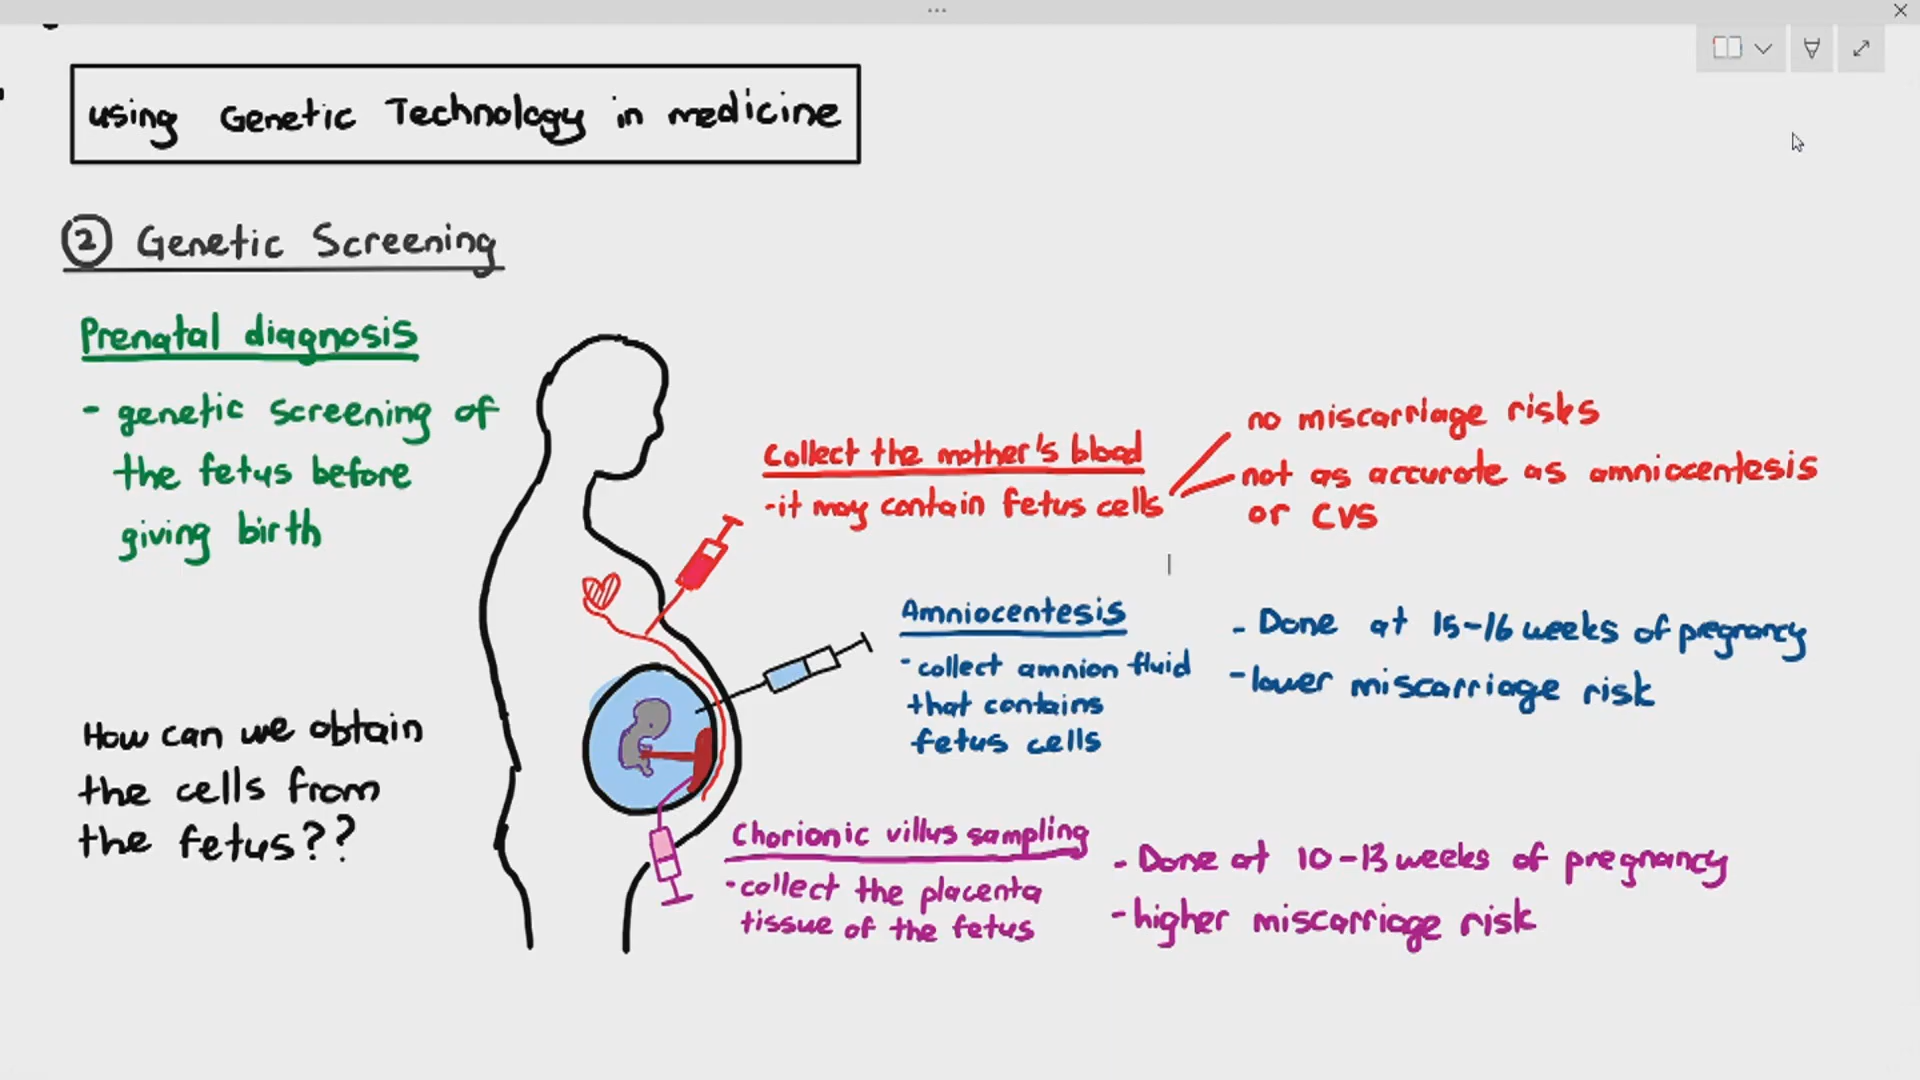 using Genetic Technology in medicine
② Genetic Screening
Prenatal diagnosis
- genetic screening of
the fetus before
giving birth
How can we obtain
the cells from
the fetus??
Collect the mother's blood
- it may contain fetus cells
no miscarriage risks
not as accurate as amniocentesis
or CVS
Amniocentesis
- collect amnion fluid
that contains
fetus cells
- Done at 15-16 weeks of pregnancy
- lower miscarriage risk
Chorionic villus sampling
- collect the placenta
tissue of the fetus
- Done at 10-13 weeks of pregnancy
- higher miscarriage risk